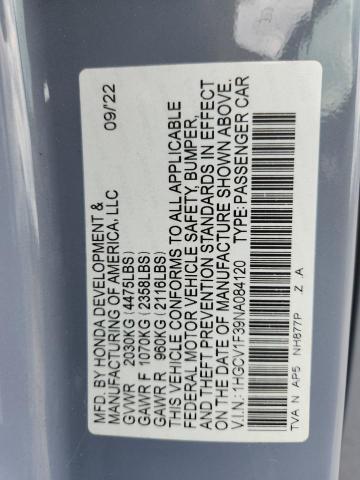 MFD. BY HONDA DEVELOPMENT & 09/22
MANUFACTURING OF AMERICA, LLC
GVWR 2030KG (4475LBS)
GAWR F 1070KG (2358LBS)
GAWR R 960KG (2116LBS)
THIS VEHICLE CONFORMS TO ALL APPLICABLE
FEDERAL MOTOR VEHICLE SAFETY, BUMPER,
AND THEFT PREVENTION STANDARDS IN EFFECT
ON THE DATE OF MANUFACTURE SHOWN ABOVE.
V.I.N.: 1HGCV1F39NA084120 TYPE: PASSENGER CAR
TVA N AP5 NH877P . Z .A